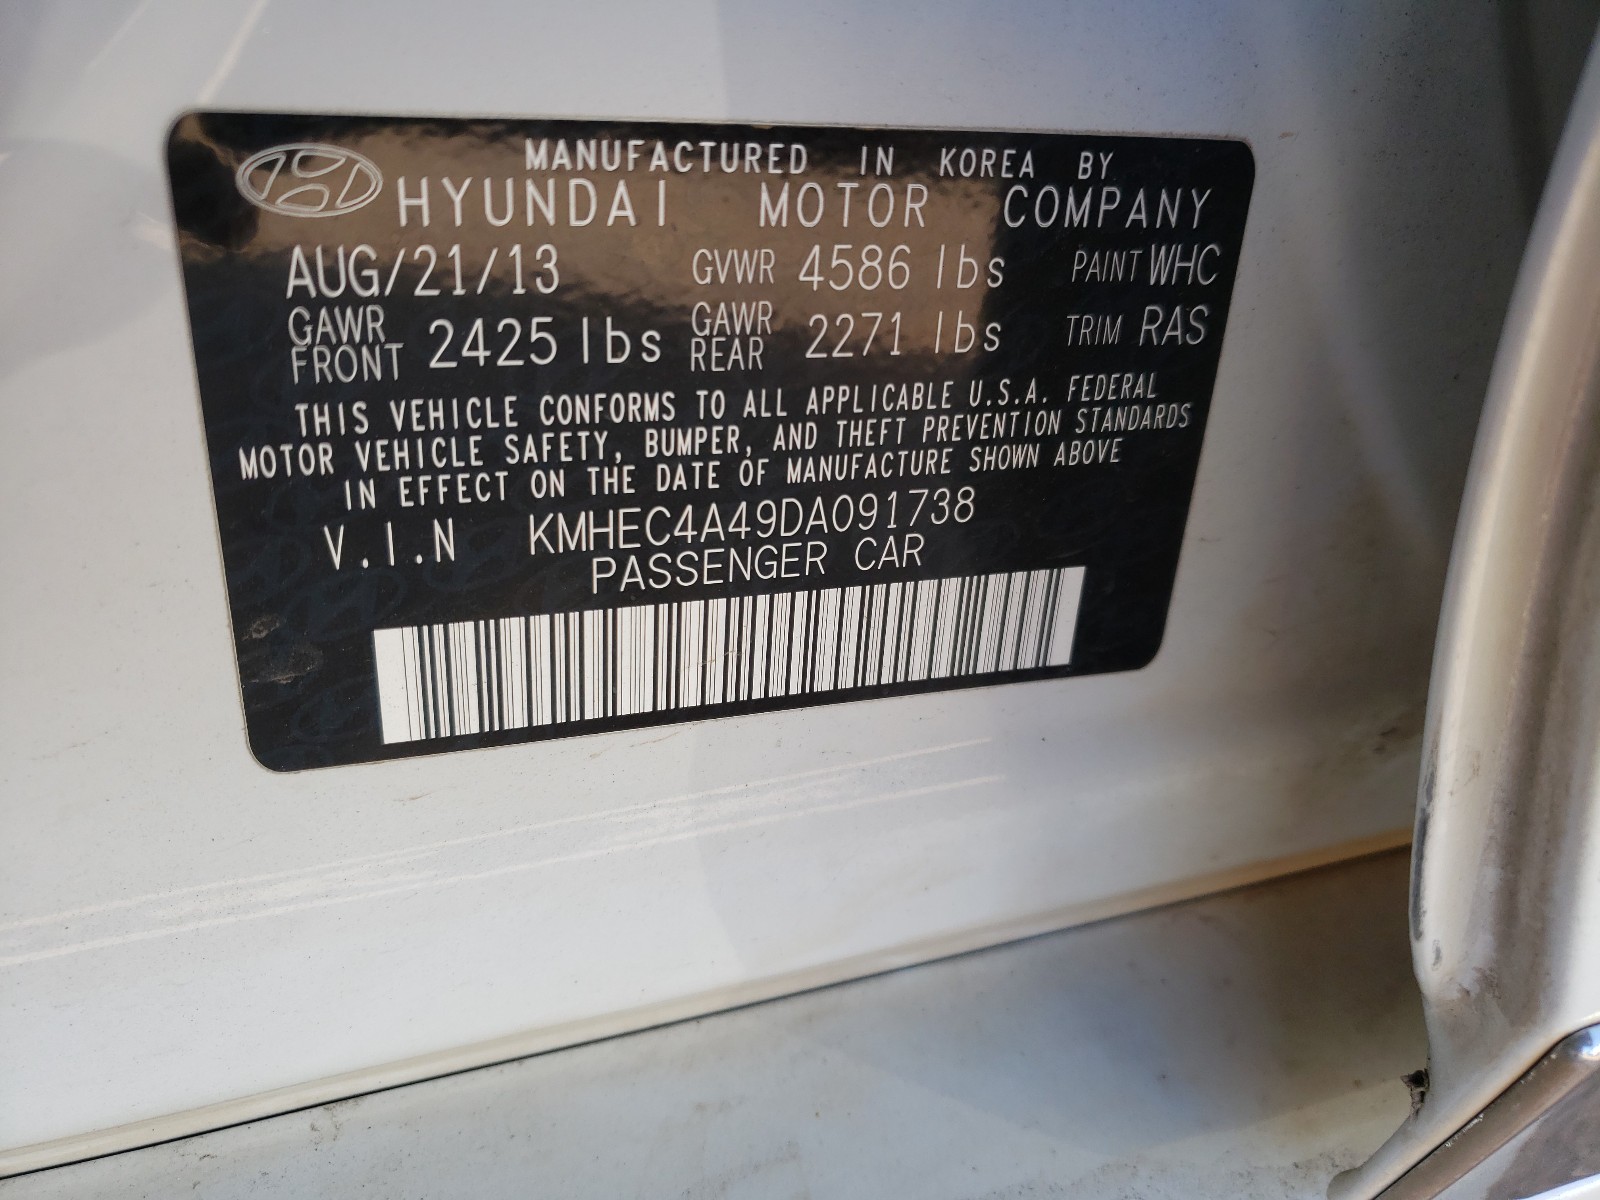 MANUFACTURED IN KOREA BY
HYUNDAI MOTOR COMPANY
AUG/21/13 GVWR 4586 lbs PAINT WHC
GAWR FRONT 2425 lbs GAWR REAR 2271 lbs TRIM RAS
THIS VEHICLE CONFORMS TO ALL APPLICABLE U.S.A. FEDERAL
MOTOR VEHICLE SAFETY, BUMPER, AND THEFT PREVENTION STANDARDS
IN EFFECT ON THE DATE OF MANUFACTURE SHOWN ABOVE
V.I.N KMHEC4A49DA091738
PASSENGER CAR